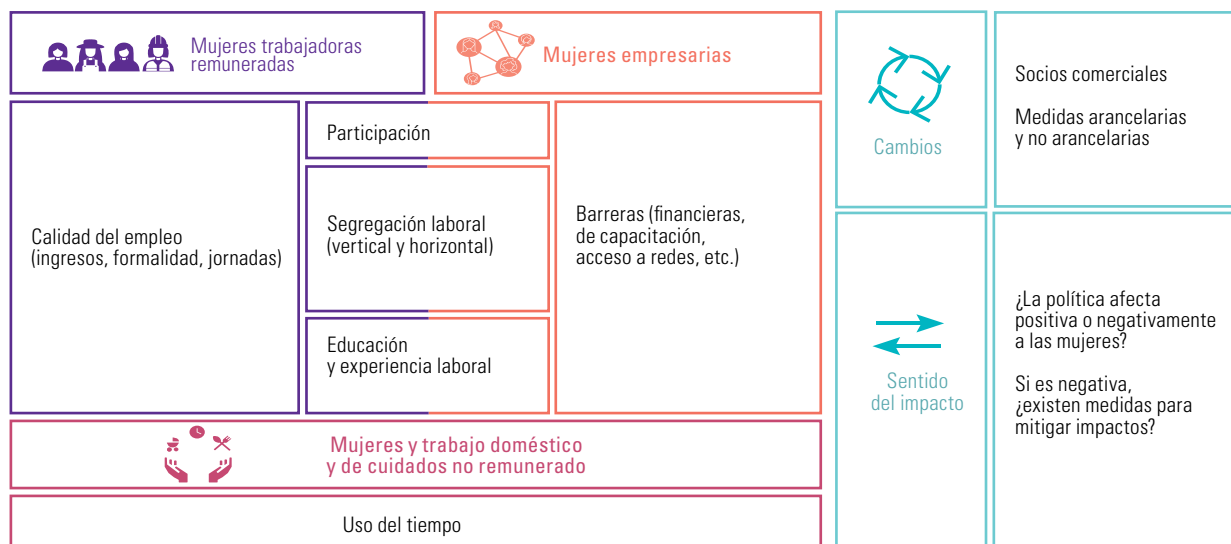 Mujeres trabajadoras
remuneradas
Mujeres empresarias
Calidad del empleo
(ingresos, formalidad, jornadas)
Participación
Segregación laboral
(vertical y horizontal)
Educación
y experiencia laboral
Barreras (financieras,
de capacitación,
acceso a redes, etc.)
Mujeres y trabajo doméstico
y de cuidados no remunerado
Uso del tiempo
Cambios
Socios comerciales
Medidas arancelarias
y no arancelarias
Sentido
del impacto
¿La política afecta
positiva o negativamente
a las mujeres?
Si es negativa,
¿existen medidas para
mitigar impactos?